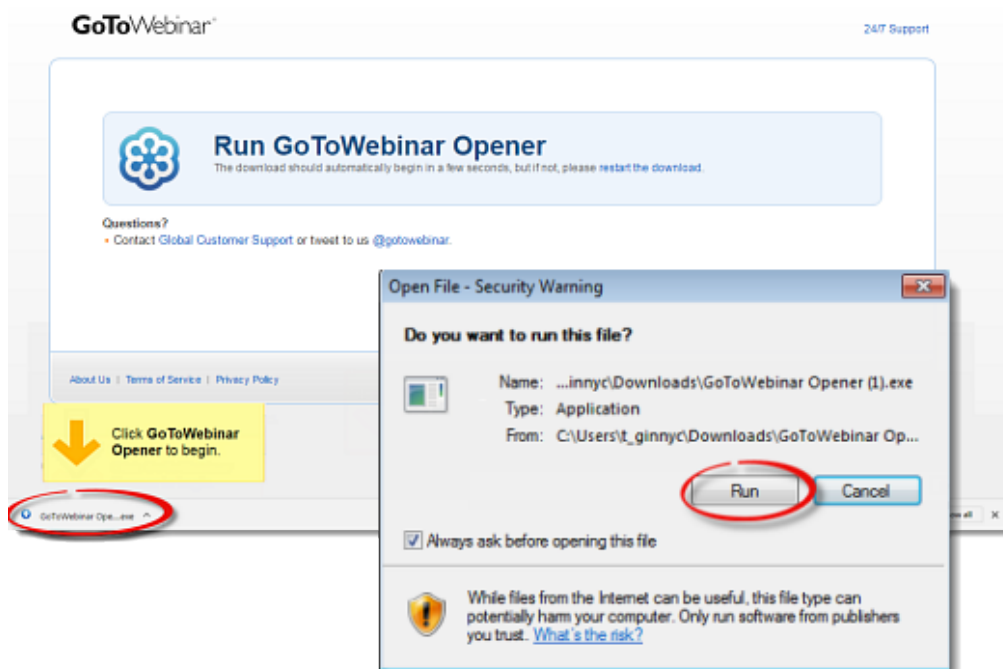 GoToWebinar
24/7 Support
Run GoToWebinar Opener
The download should automatically begin in a few seconds, but if not, please restart the download.
Questions?
• Contact Global Customer Support or tweet to us @gotowebinar.
About Us | Terms of Service | Privacy Policy
Click GoToWebinar
Opener to begin.
GoToWebinar Ope...exe
Open File - Security Warning
Do you want to run this file?
Name: ...innyc\Downloads\GoToWebinar Opener (1).exe
Type: Application
From: C:\Users\t_ginnyc\Downloads\GoToWebinar Op...
Run
Cancel
Always ask before opening this file
While files from the Internet can be useful, this file type can
potentially harm your computer. Only run software from publishers
you trust. What's the risk?